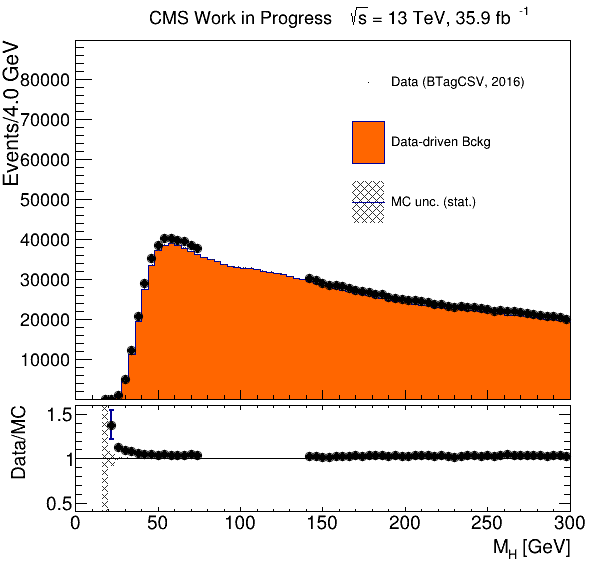 CMS Work in Progress √s = 13 TeV, 35.9 fb⁻¹
Events/4.0 GeV
80000
70000
60000
50000
40000
30000
20000
10000
Data (BTagCSV, 2016)
Data-driven Bckg
MC unc. (stat.)
Data/MC
1.5
1
0.5
0 50 100 150 200 250 300
M_H [GeV]